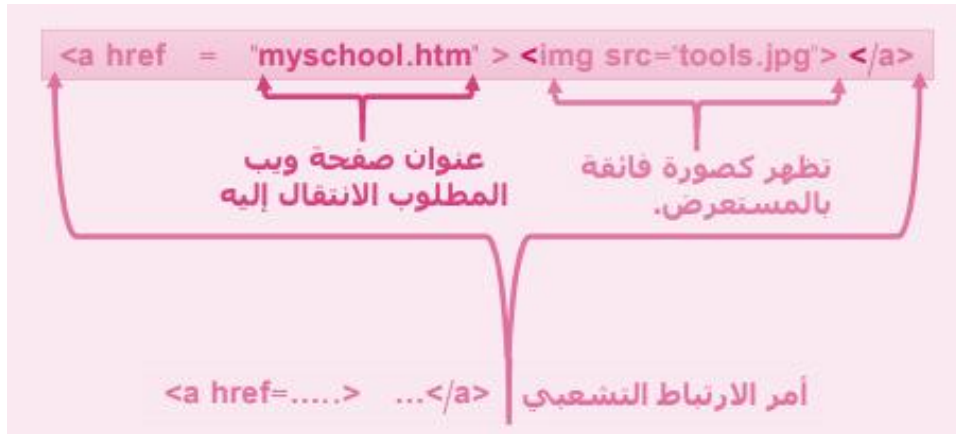 <a href = "myschool.htm" > <img src="tools.jpg"> </a>
عنوان صفحة ويب
المطلوب الانتقال إليه
تظهر كصورة فائقة
بالمستعرض.
أمر الارتباط التشعبي <a href=.....> ...</a>